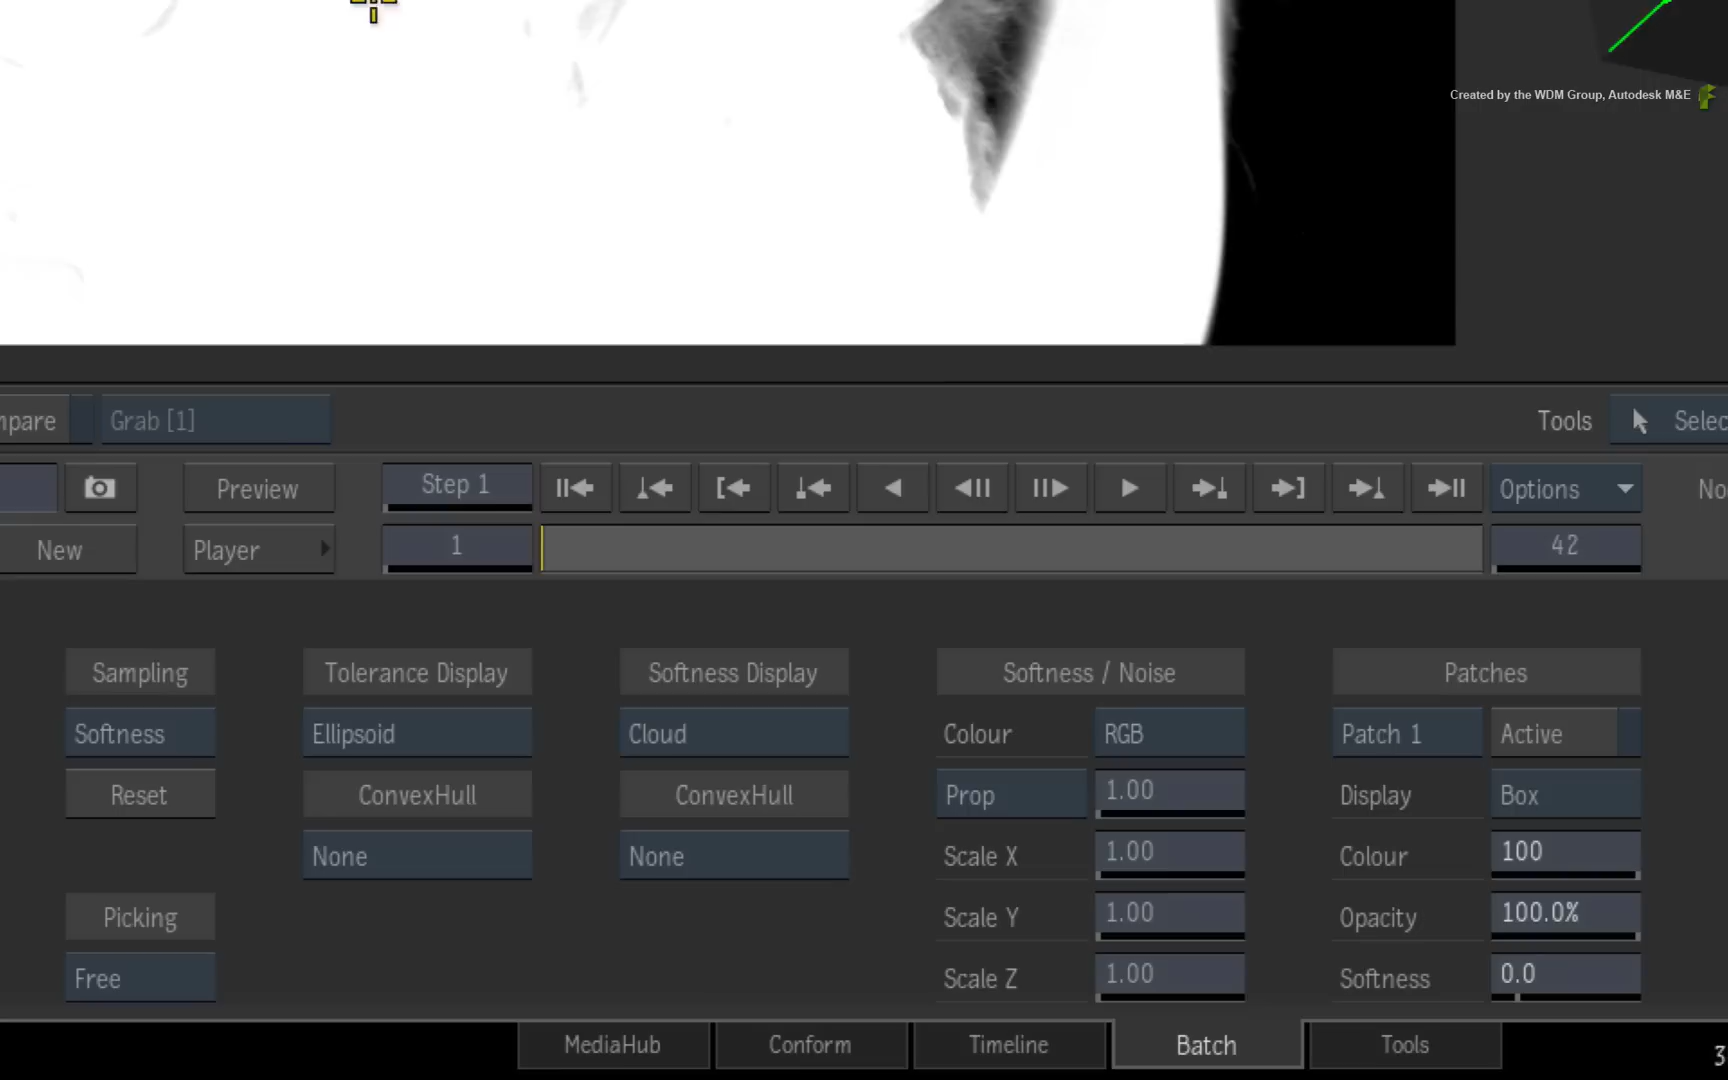 Created by the WDM Group, Autodesk M&E
mpare Grab [1] Tools Selec
Preview Step 1 Options No
New Player 1 42
Sampling Tolerance Display Softness Display Softness / Noise Patches
Softness Ellipsoid Cloud Colour RGB Patch 1 Active
Reset ConvexHull ConvexHull Prop 1.00 Display Box
None None Scale X 1.00 Colour 100
Picking Scale Y 1.00 Opacity 100.0%
Free Scale Z 1.00 Softness 0.0
MediaHub Conform Timeline Batch Tools 3